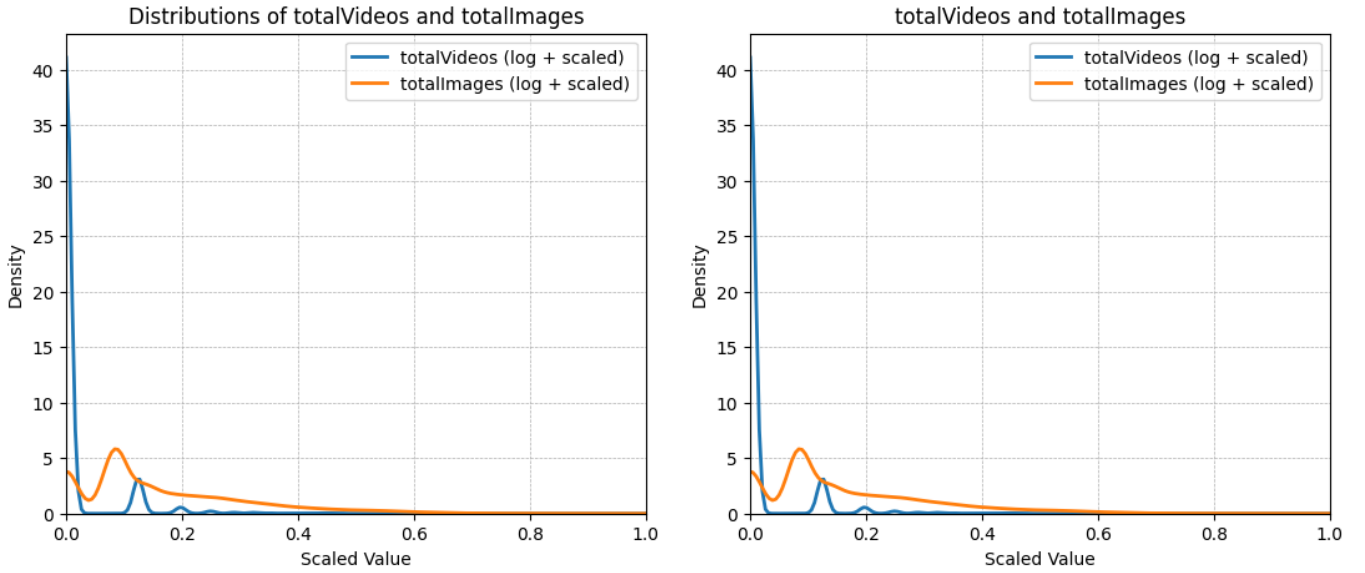 Distributions of totalVideos and totalImages
totalVideos (log + scaled)
totalImages (log + scaled)
40
35
30
25
20
15
10
5
0
Density
0.0 0.2 0.4 0.6 0.8 1.0
Scaled Value
totalVideos and totalImages
totalVideos (log + scaled)
totalImages (log + scaled)
40
35
30
25
20
15
10
5
0
Density
0.0 0.2 0.4 0.6 0.8 1.0
Scaled Value